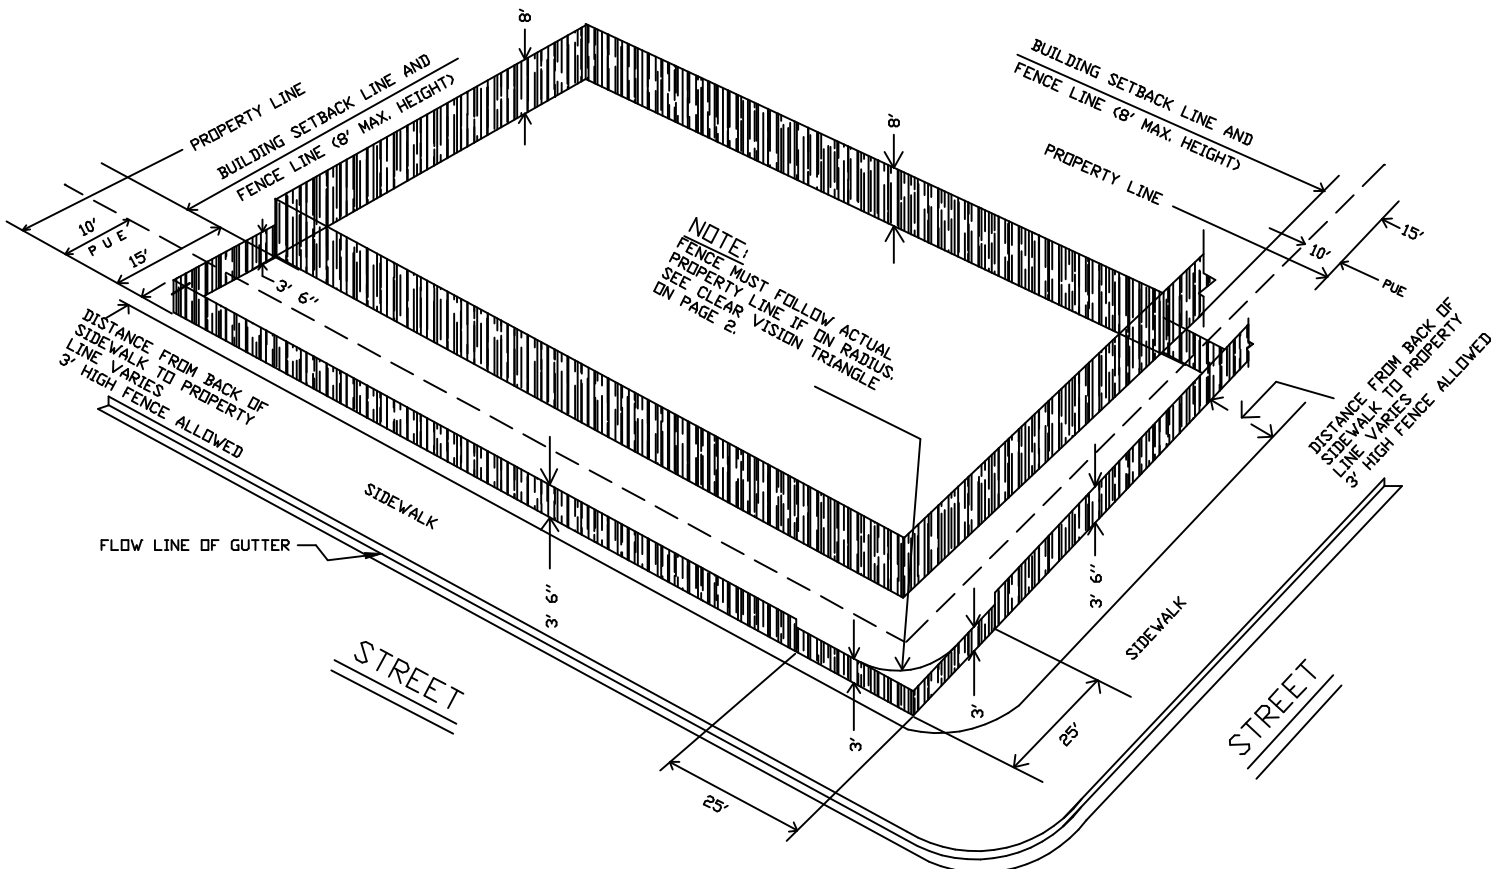 8'
PROPERTY LINE
BUILDING SETBACK LINE AND
FENCE LINE (8' MAX. HEIGHT)
10'
P U E
15'
3' 6"
DISTANCE FROM BACK OF
SIDEWALK TO PROPERTY
LINE VARIES
3' HIGH FENCE ALLOWED
8'
BUILDING SETBACK LINE AND
FENCE LINE (8' MAX. HEIGHT)
PROPERTY LINE
10'
15'
PUE
NOTE:
FENCE MUST FOLLOW ACTUAL
PROPERTY LINE IF ON RADIUS.
SEE CLEAR VISION TRIANGLE
ON PAGE 2.
DISTANCE FROM BACK OF
SIDEWALK TO PROPERTY
LINE VARIES
3' HIGH FENCE ALLOWED
SIDEWALK
FLOW LINE OF GUTTER
3' 6"
3' 6"
SIDEWALK
STREET
3'
3'
25'
25'
STREET